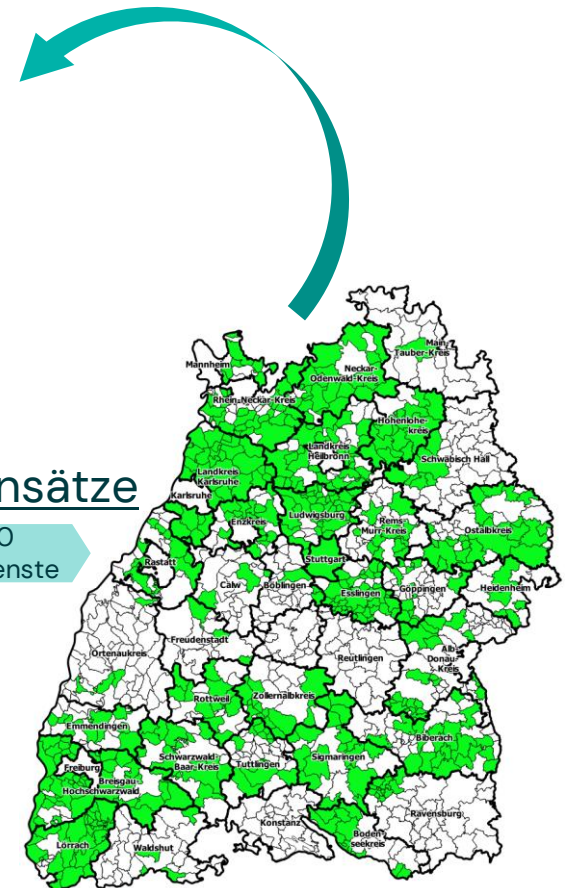 Main
Tauber-Kreis
Mannheim
Neckar-
Odenwald-Kreis
Rhein-Neckar-Kreis
Hohenlohe-
kreis
Landkreis
Heilbronn
Schwäbisch Hall
Landkreis
Karlsruhe
nsätze
Karlsruhe
Ludwigsburg
Enzkreis
Rems-
Murr-Kreis
Ostalbkreis
0
enste
Rastatt
Stuttgart
Calw
Böblingen
Esslingen
Göppingen
Heidenheim
Freudenstadt
Ortenaukreis
Reutlingen
Alb
Donau-
Kreis
Rottweil
Zollernalbkreis
Emmendingen
Biberach
Schwarzwald
Baar-Kreis
Tuttlingen
Sigmaringen
Freiburg
Breisgau
Hochschwarzwald
Ravensburg
Konstanz
Boden
seekreis
Lörrach
Waldshut